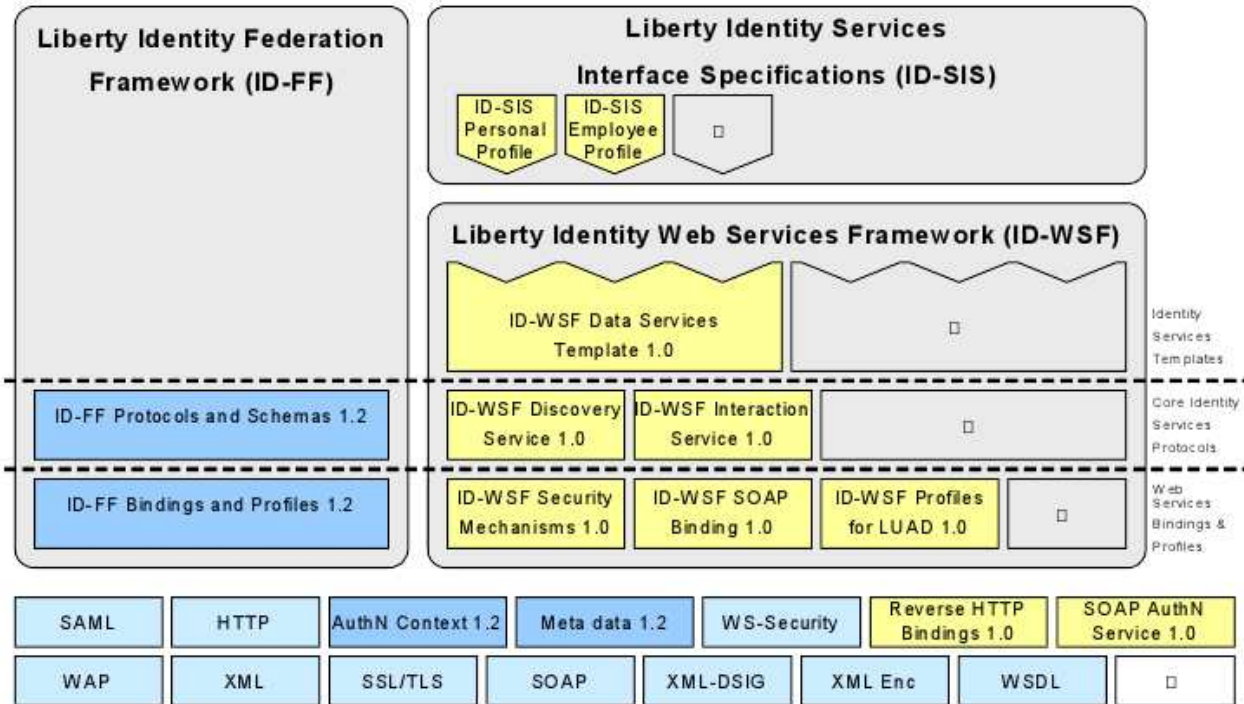 Liberty Identity Federation
Framework (ID-FF)
Liberty Identity Services
Interface Specifications (ID-SIS)
ID-SIS
Personal
Profile
ID-SIS
Employee
Profile
Liberty Identity Web Services Framework (ID-WSF)
ID-WSF Data Services
Template 1.0
Identity
Services
Templates
ID-FF Protocols and Schemas 1.2
ID-WSF Discovery
Service 1.0
ID-WSF Interaction
Service 1.0
Core Identity
Services
Protocols
ID-FF Bindings and Profiles 1.2
ID-WSF Security
Mechanisms 1.0
ID-WSF SOAP
Binding 1.0
ID-WSF Profiles
for LUAD 1.0
Web
Services
Bindings &
Profiles
SAML
HTTP
AuthN Context 1.2
Meta data 1.2
WS-Security
Reverse HTTP
Bindings 1.0
SOAP AuthN
Service 1.0
WAP
XML
SSL/TLS
SOAP
XML-DSIG
XML Enc
WSDL